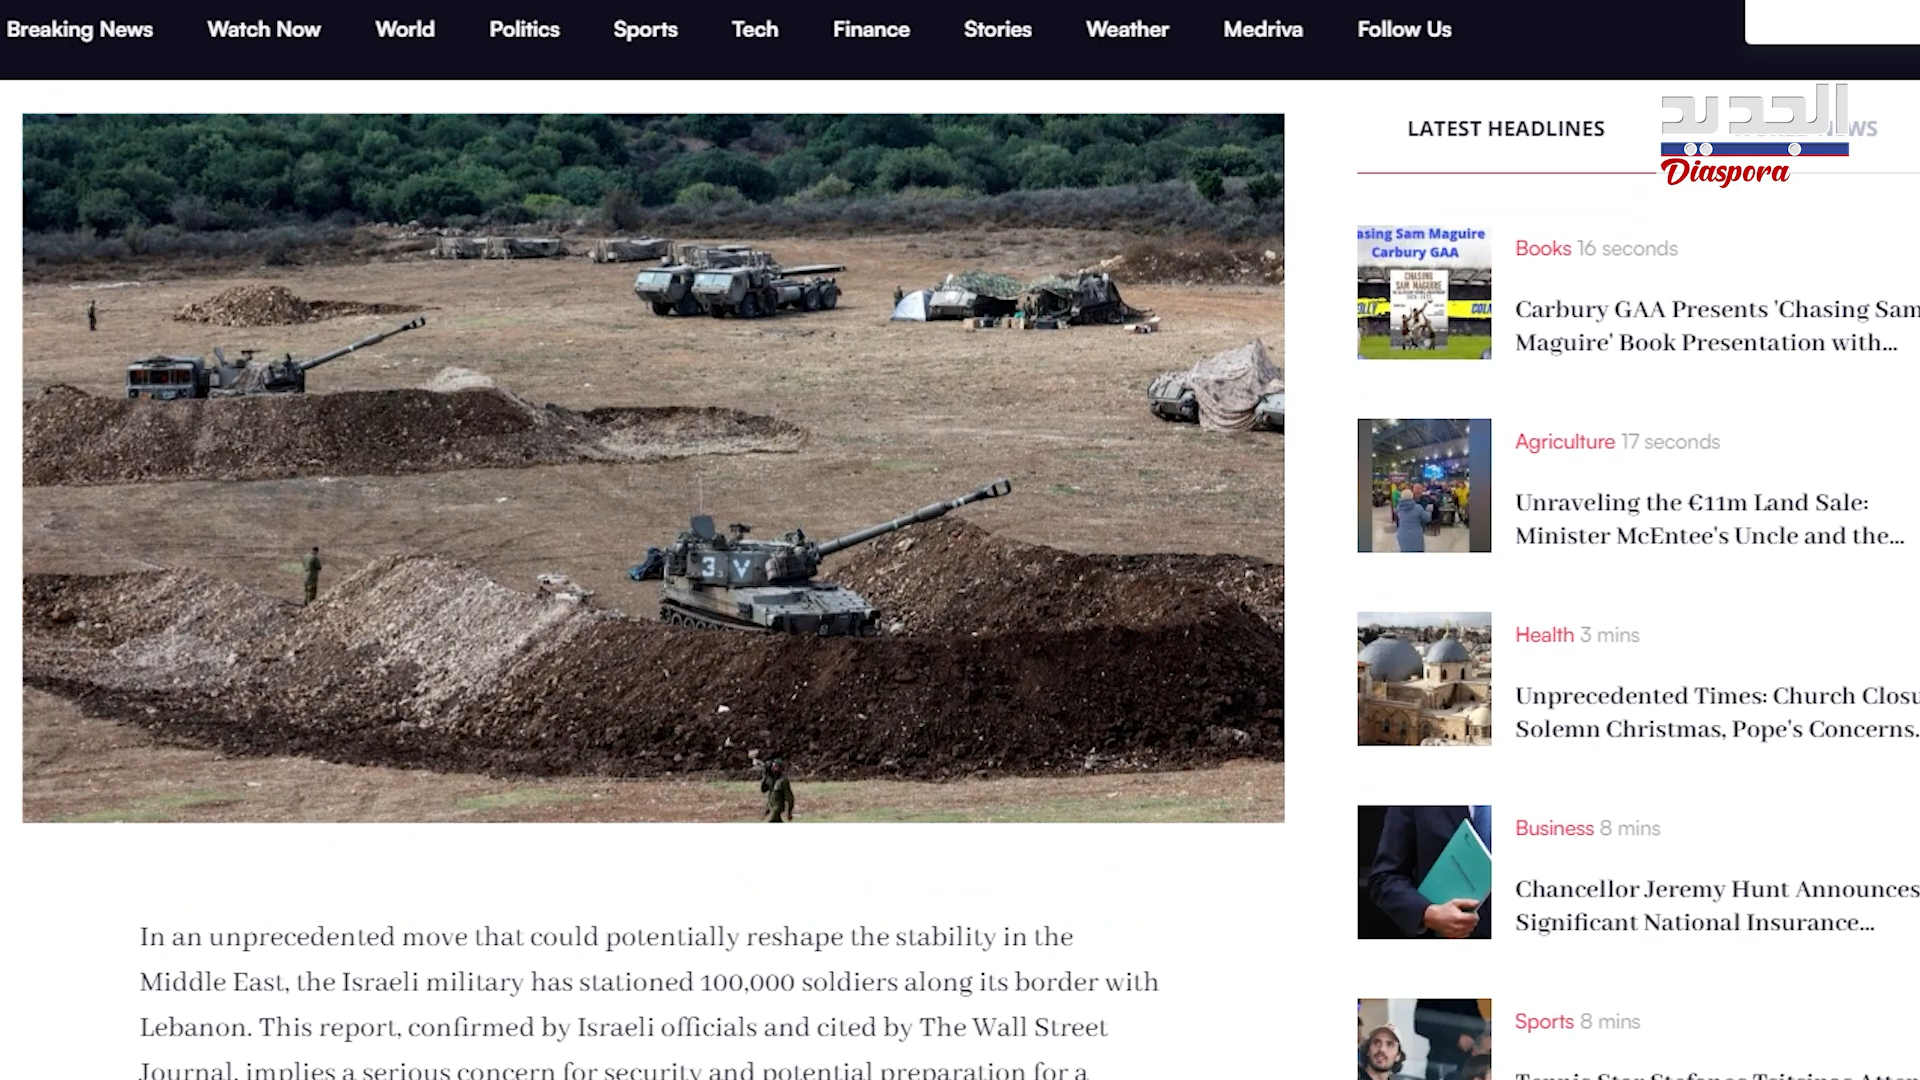 Breaking News
Watch Now
World
Politics
Sports
Tech
Finance
Stories
Weather
Medriva
Follow Us
LATEST HEADLINES
الجديد
Diaspora
asing Sam Maguire
Carbury GAA
CHASING
SAM MAGUIRE
Books 16 seconds
Carbury GAA Presents 'Chasing Sam
Maguire' Book Presentation with...
Agriculture 17 seconds
Unraveling the €11m Land Sale:
Minister McEntee's Uncle and the...
Health 3 mins
Unprecedented Times: Church Closu
Solemn Christmas, Pope's Concerns.
Business 8 mins
Chancellor Jeremy Hunt Announces
Significant National Insurance...
Sports 8 mins
3 V
In an unprecedented move that could potentially reshape the stability in the
Middle East, the Israeli military has stationed 100,000 soldiers along its border with
Lebanon. This report, confirmed by Israeli officials and cited by The Wall Street
Journal, implies a serious concern for security and potential preparation for a